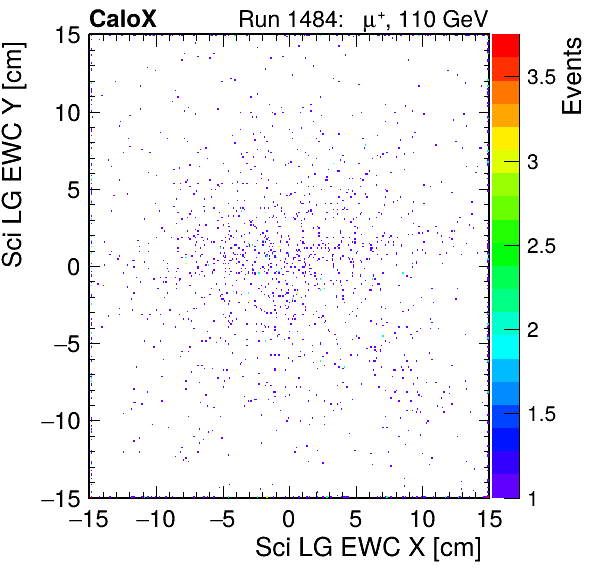 CaloX Run 1484: μ⁺, 110 GeV
Sci LG EWC Y [cm]
15
10
5
0
−5
−10
−15
−15 −10 −5 0 5 10 15
Sci LG EWC X [cm]
Events
3.5
3
2.5
2
1.5
1